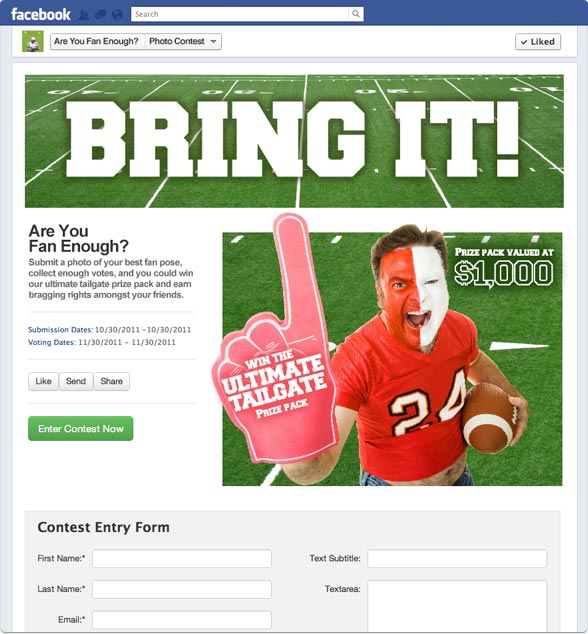 facebook
Search
Are You Fan Enough?
Photo Contest
Liked
BRING IT!
Are You
Fan Enough?
Submit a photo of your best fan pose,
collect enough votes, and you could win
our ultimate tailgate prize pack and earn
bragging rights amongst your friends.
Submission Dates: 10/30/2011 -10/30/2011
Voting Dates: 11/30/2011 - 11/30/2011
Like
Send
Share
Enter Contest Now
PRIZE PACK VALUED AT
$1,000
WIN THE
ULTIMATE
TAILGATE
PRIZE PACK
24
Contest Entry Form
First Name:*
Text Subtitle:
Last Name:*
Textarea:
Email:*